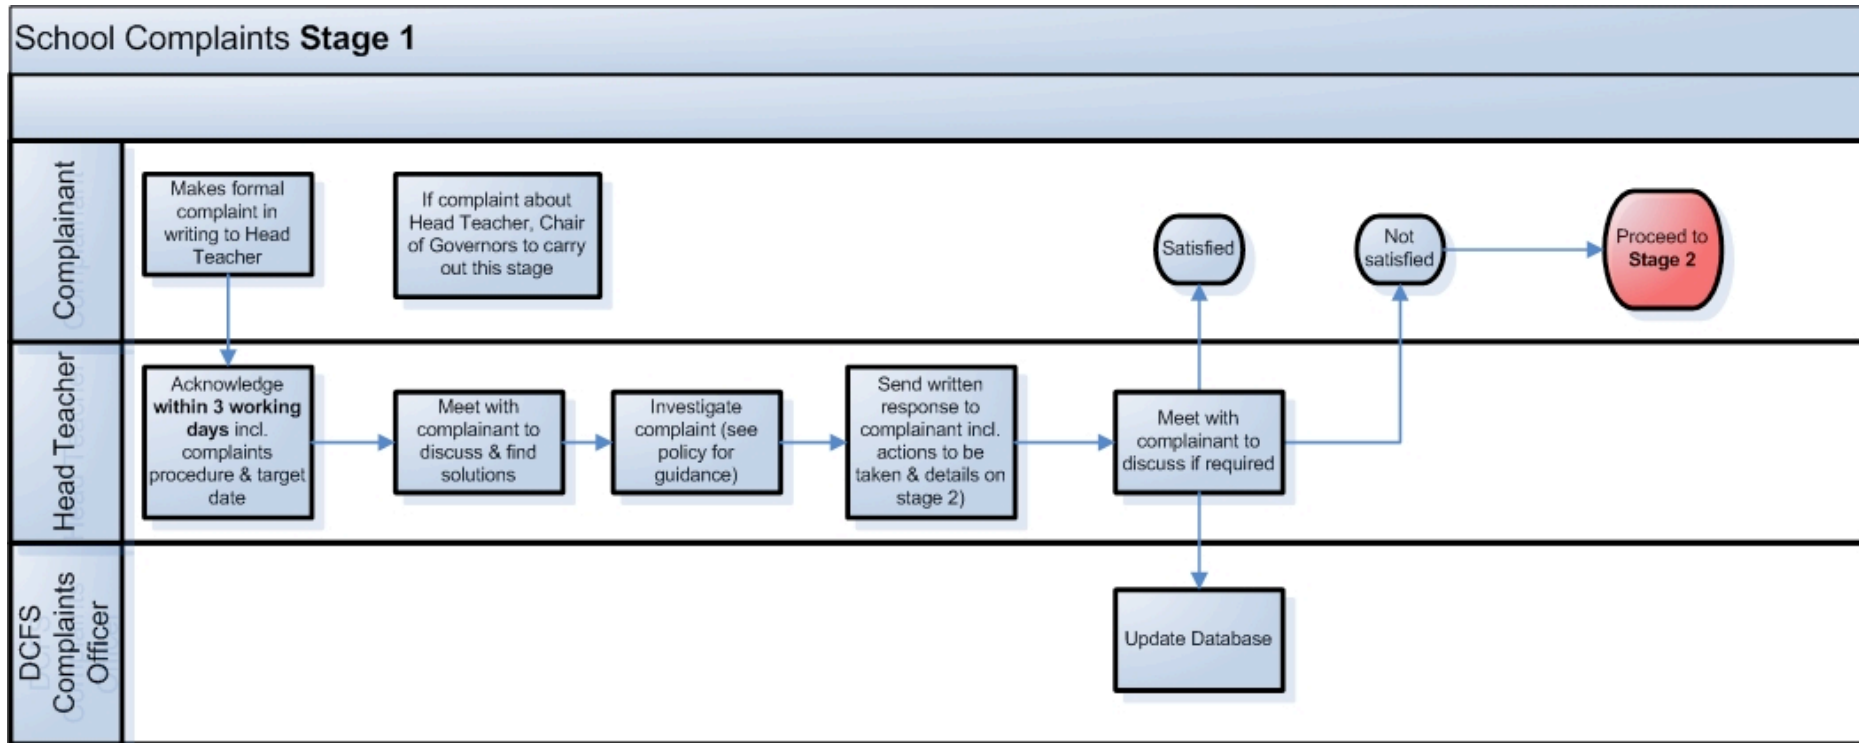 School Complaints Stage 1
Complainant
Makes formal
complaint in
writing to Head
Teacher
If complaint about
Head Teacher, Chair
of Governors to carry
out this stage
Satisfied
Not
satisfied
Proceed to
Stage 2
Head Teacher
Acknowledge
within 3 working
days incl.
complaints
procedure & target
date
Meet with
complainant to
discuss & find
solutions
Investigate
complaint (see
policy for
guidance)
Send written
response to
complainant incl.
actions to be
taken & details on
stage 2)
Meet with
complainant to
discuss if required
DCFS
Complaints
Officer
Update Database